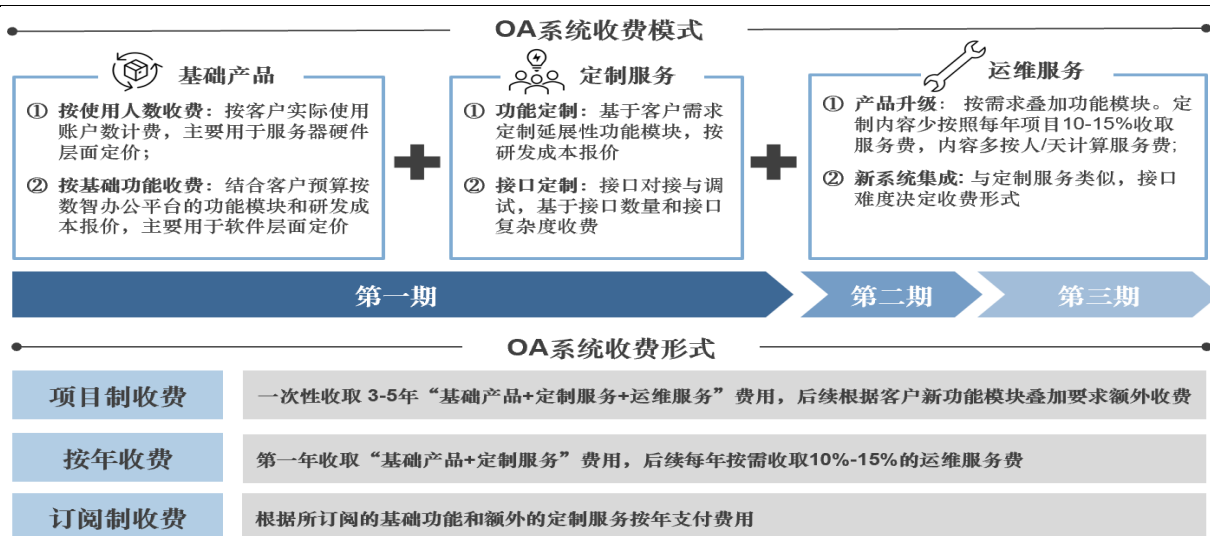 OA系统收费模式
基础产品
① 按使用人数收费：按客户实际使用
账户数计费，主要用于服务器硬件
层面定价；
② 按基础功能收费：结合客户预算按
数智办公平台的功能模块和研发成
本报价，主要用于软件层面定价
定制服务
① 功能定制：基于客户需求
定制延展性功能模块，按
研发成本报价
② 接口定制：接口对接与调
试，基于接口数量和接口
复杂度收费
运维服务
① 产品升级： 按需求叠加功能模块。定
制内容少按照每年项目10-15%收取
服务费，内容多按人/天计算服务费;
② 新系统集成: 与定制服务类似，接口
难度决定收费形式
第一期
第二期
第三期
OA系统收费形式
项目制收费
一次性收取 3-5年“基础产品+定制服务+运维服务”费用，后续根据客户新功能模块叠加要求额外收费
按年收费
第一年收取“基础产品+定制服务”费用，后续每年按需收取10%-15%的运维服务费
订阅制收费
根据所订阅的基础功能和额外的定制服务按年支付费用